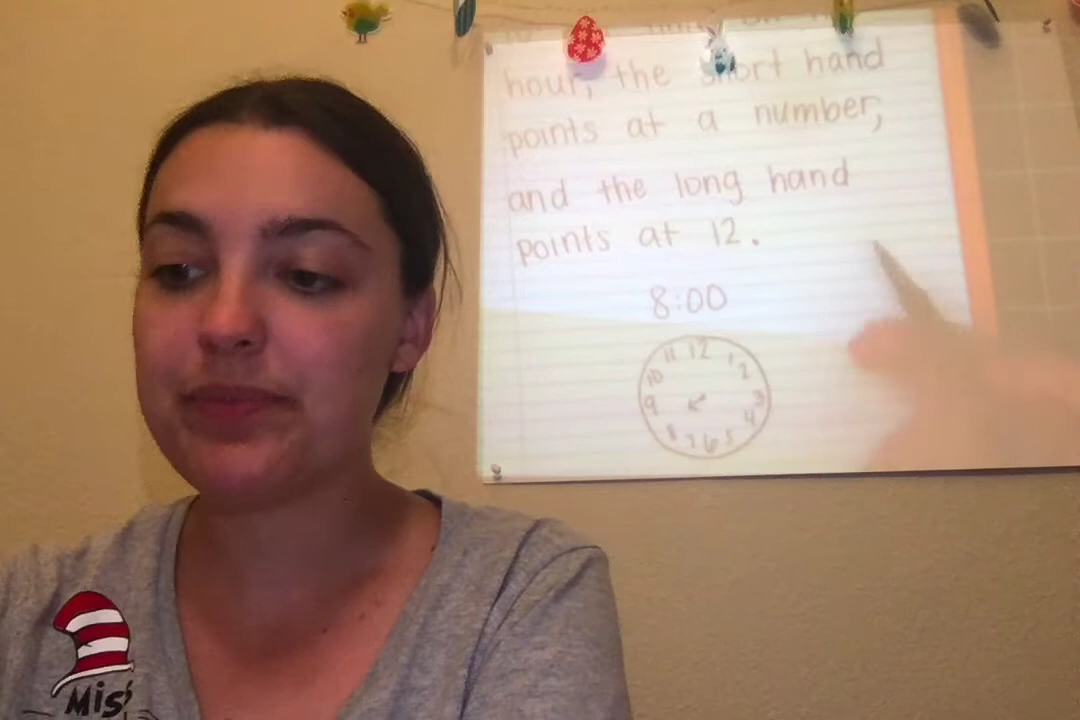 hour, the short hand
points at a number,
and the long hand
points at 12.
8:00
11 12 1
10 2
9 3
8 4
7 6 5
Mis